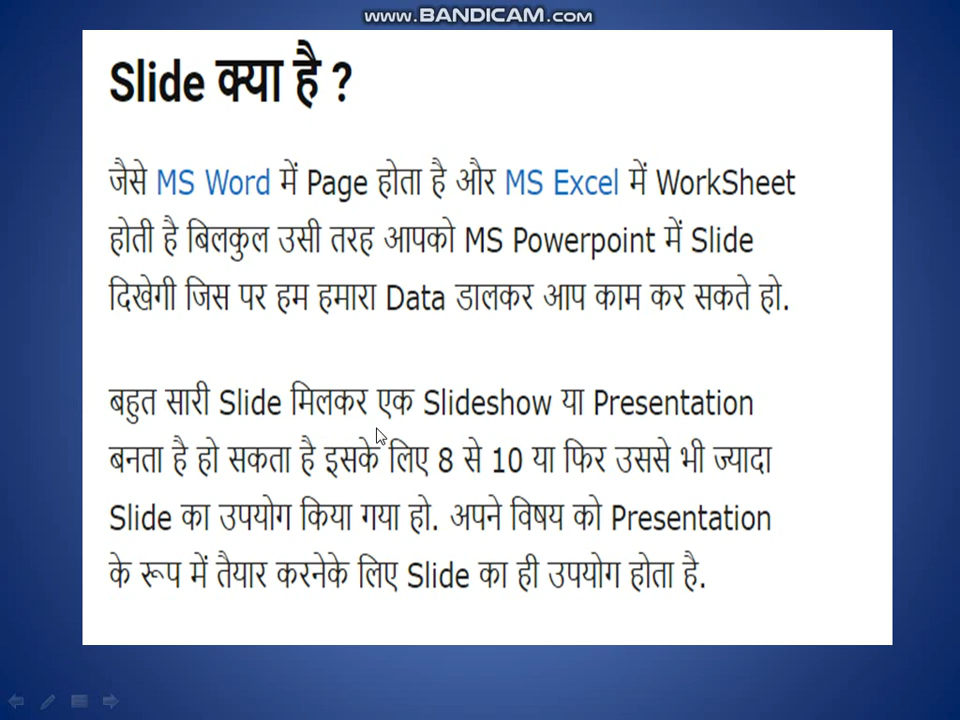 www.BANDICAM.com
Slide क्या है ?
जैसे MS Word में Page होता है और MS Excel में WorkSheet
होती है बिलकुल उसी तरह आपको MS Powerpoint में Slide
दिखेगी जिस पर हम हमारा Data डालकर आप काम कर सकते हो.
बहुत सारी Slide मिलकर एक Slideshow या Presentation
बनता है हो सकता है इसके लिए 8 से 10 या फिर उससे भी ज्यादा
Slide का उपयोग किया गया हो. अपने विषय को Presentation
के रूप में तैयार करनेके लिए Slide का ही उपयोग होता है.